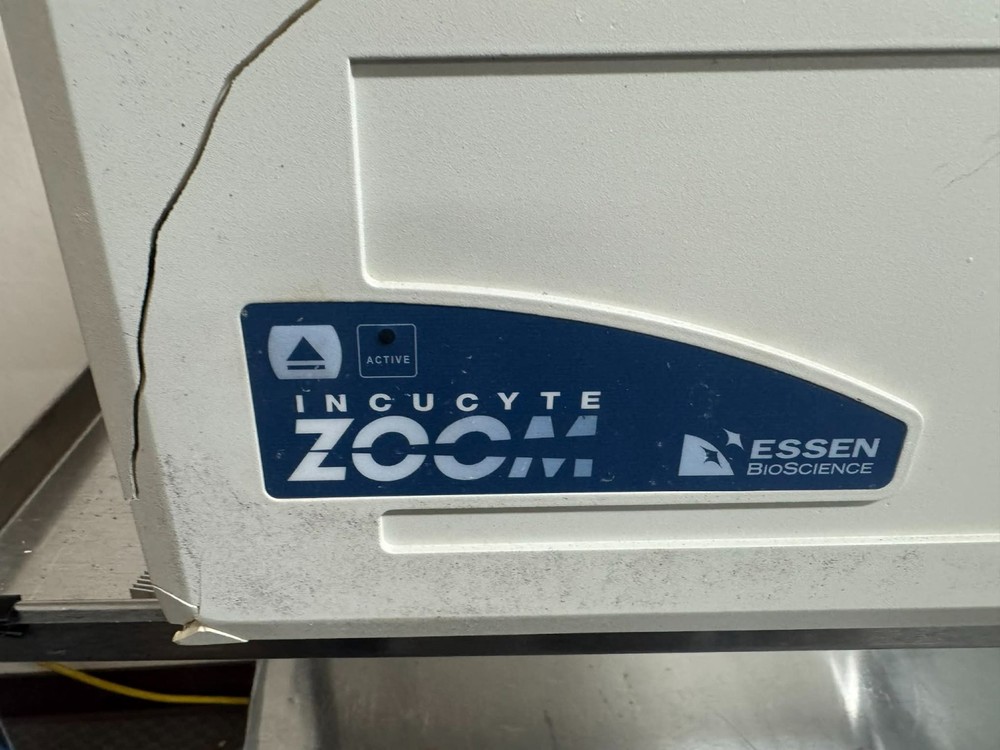 ACTIVE
INCUCYTE
ZOOM
ESSEN
BIOSCIENCE